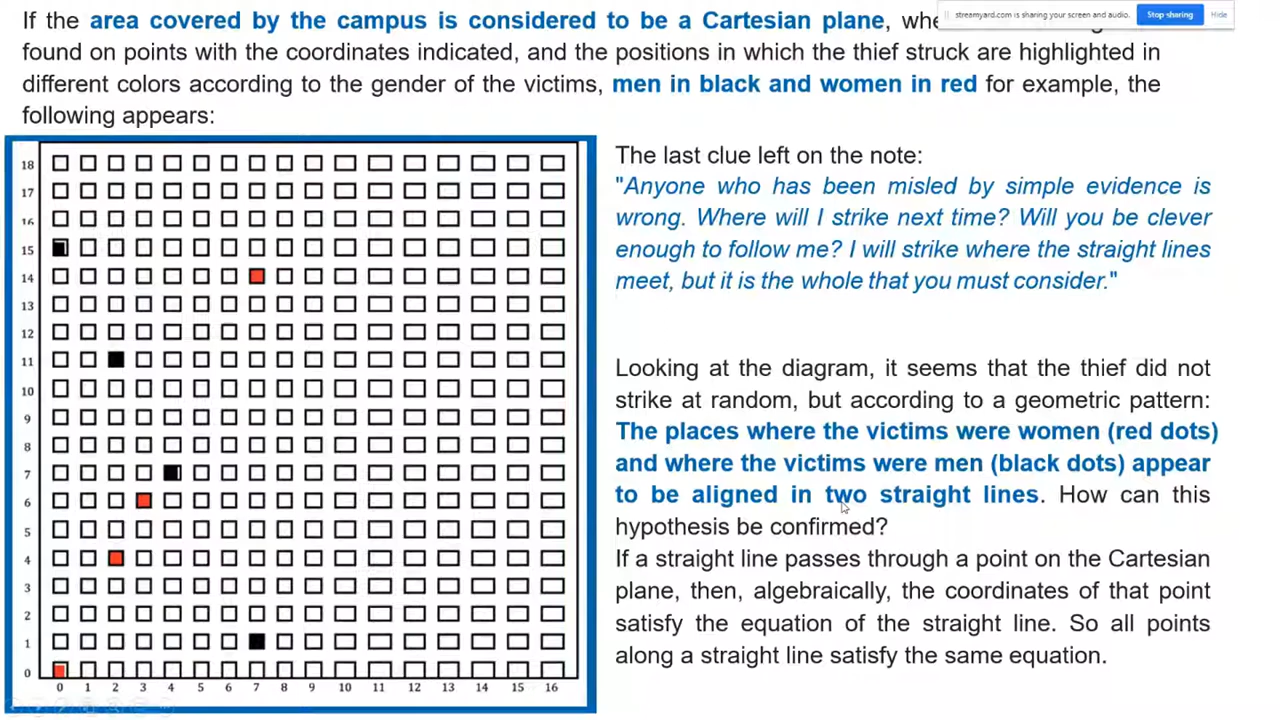 If the area covered by the campus is considered to be a Cartesian plane,
streamyard.com is sharing your screen and audio. Stop sharing Hide
found on points with the coordinates indicated, and the positions in which the thief struck are highlighted in
different colors according to the gender of the victims, men in black and women in red for example, the
following appears:
18
17
16
15
14
13
12
11
10
9
8
7
6
5
4
3
2
1
0
0 1 2 3 4 5 6 7 8 9 10 11 12 13 14 15 16
The last clue left on the note:
"Anyone who has been misled by simple evidence is
wrong. Where will I strike next time? Will you be clever
enough to follow me? I will strike where the straight lines
meet, but it is the whole that you must consider."
Looking at the diagram, it seems that the thief did not
strike at random, but according to a geometric pattern:
The places where the victims were women (red dots)
and where the victims were men (black dots) appear
to be aligned in two straight lines. How can this
hypothesis be confirmed?
If a straight line passes through a point on the Cartesian
plane, then, algebraically, the coordinates of that point
satisfy the equation of the straight line. So all points
along a straight line satisfy the same equation.